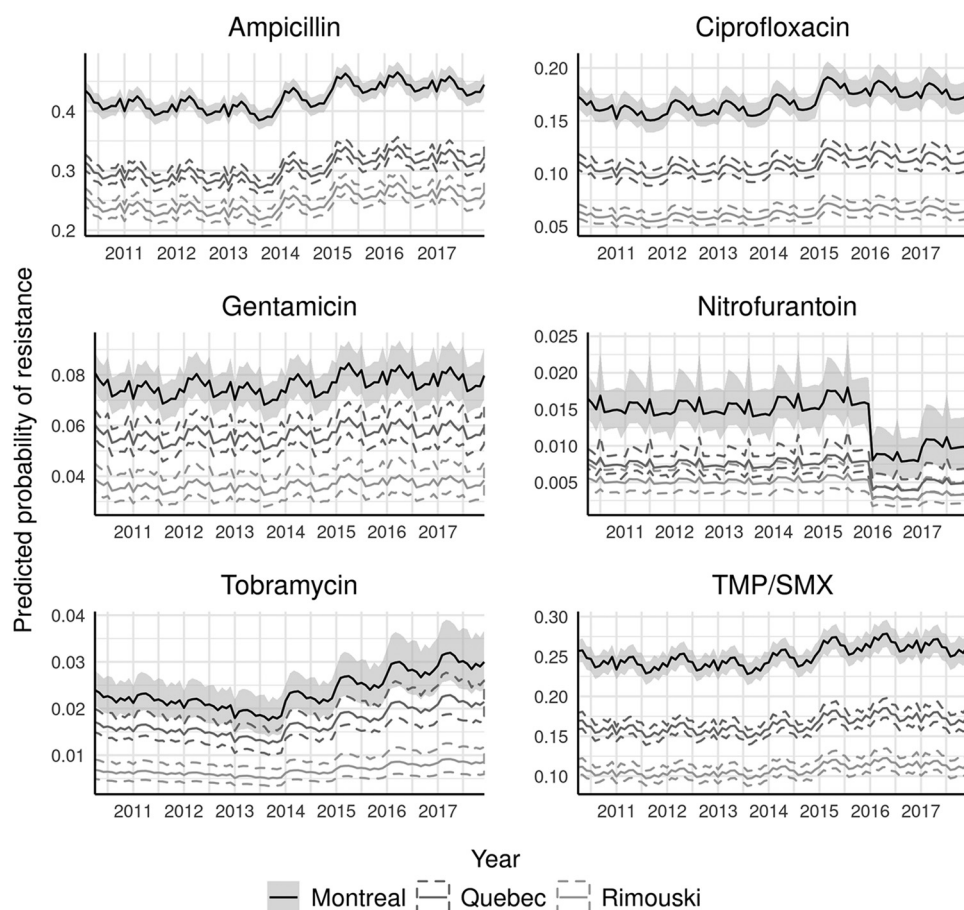 Ampicillin
0.4
0.3
0.2
2011 2012 2013 2014 2015 2016 2017
Ciprofloxacin
0.20
0.15
0.10
0.05
2011 2012 2013 2014 2015 2016 2017
Predicted probability of resistance
Gentamicin
0.08
0.06
0.04
2011 2012 2013 2014 2015 2016 2017
Nitrofurantoin
0.025
0.020
0.015
0.010
0.005
2011 2012 2013 2014 2015 2016 2017
Tobramycin
0.04
0.03
0.02
0.01
2011 2012 2013 2014 2015 2016 2017
TMP/SMX
0.30
0.25
0.20
0.15
0.10
2011 2012 2013 2014 2015 2016 2017
Year
Montreal Quebec Rimouski